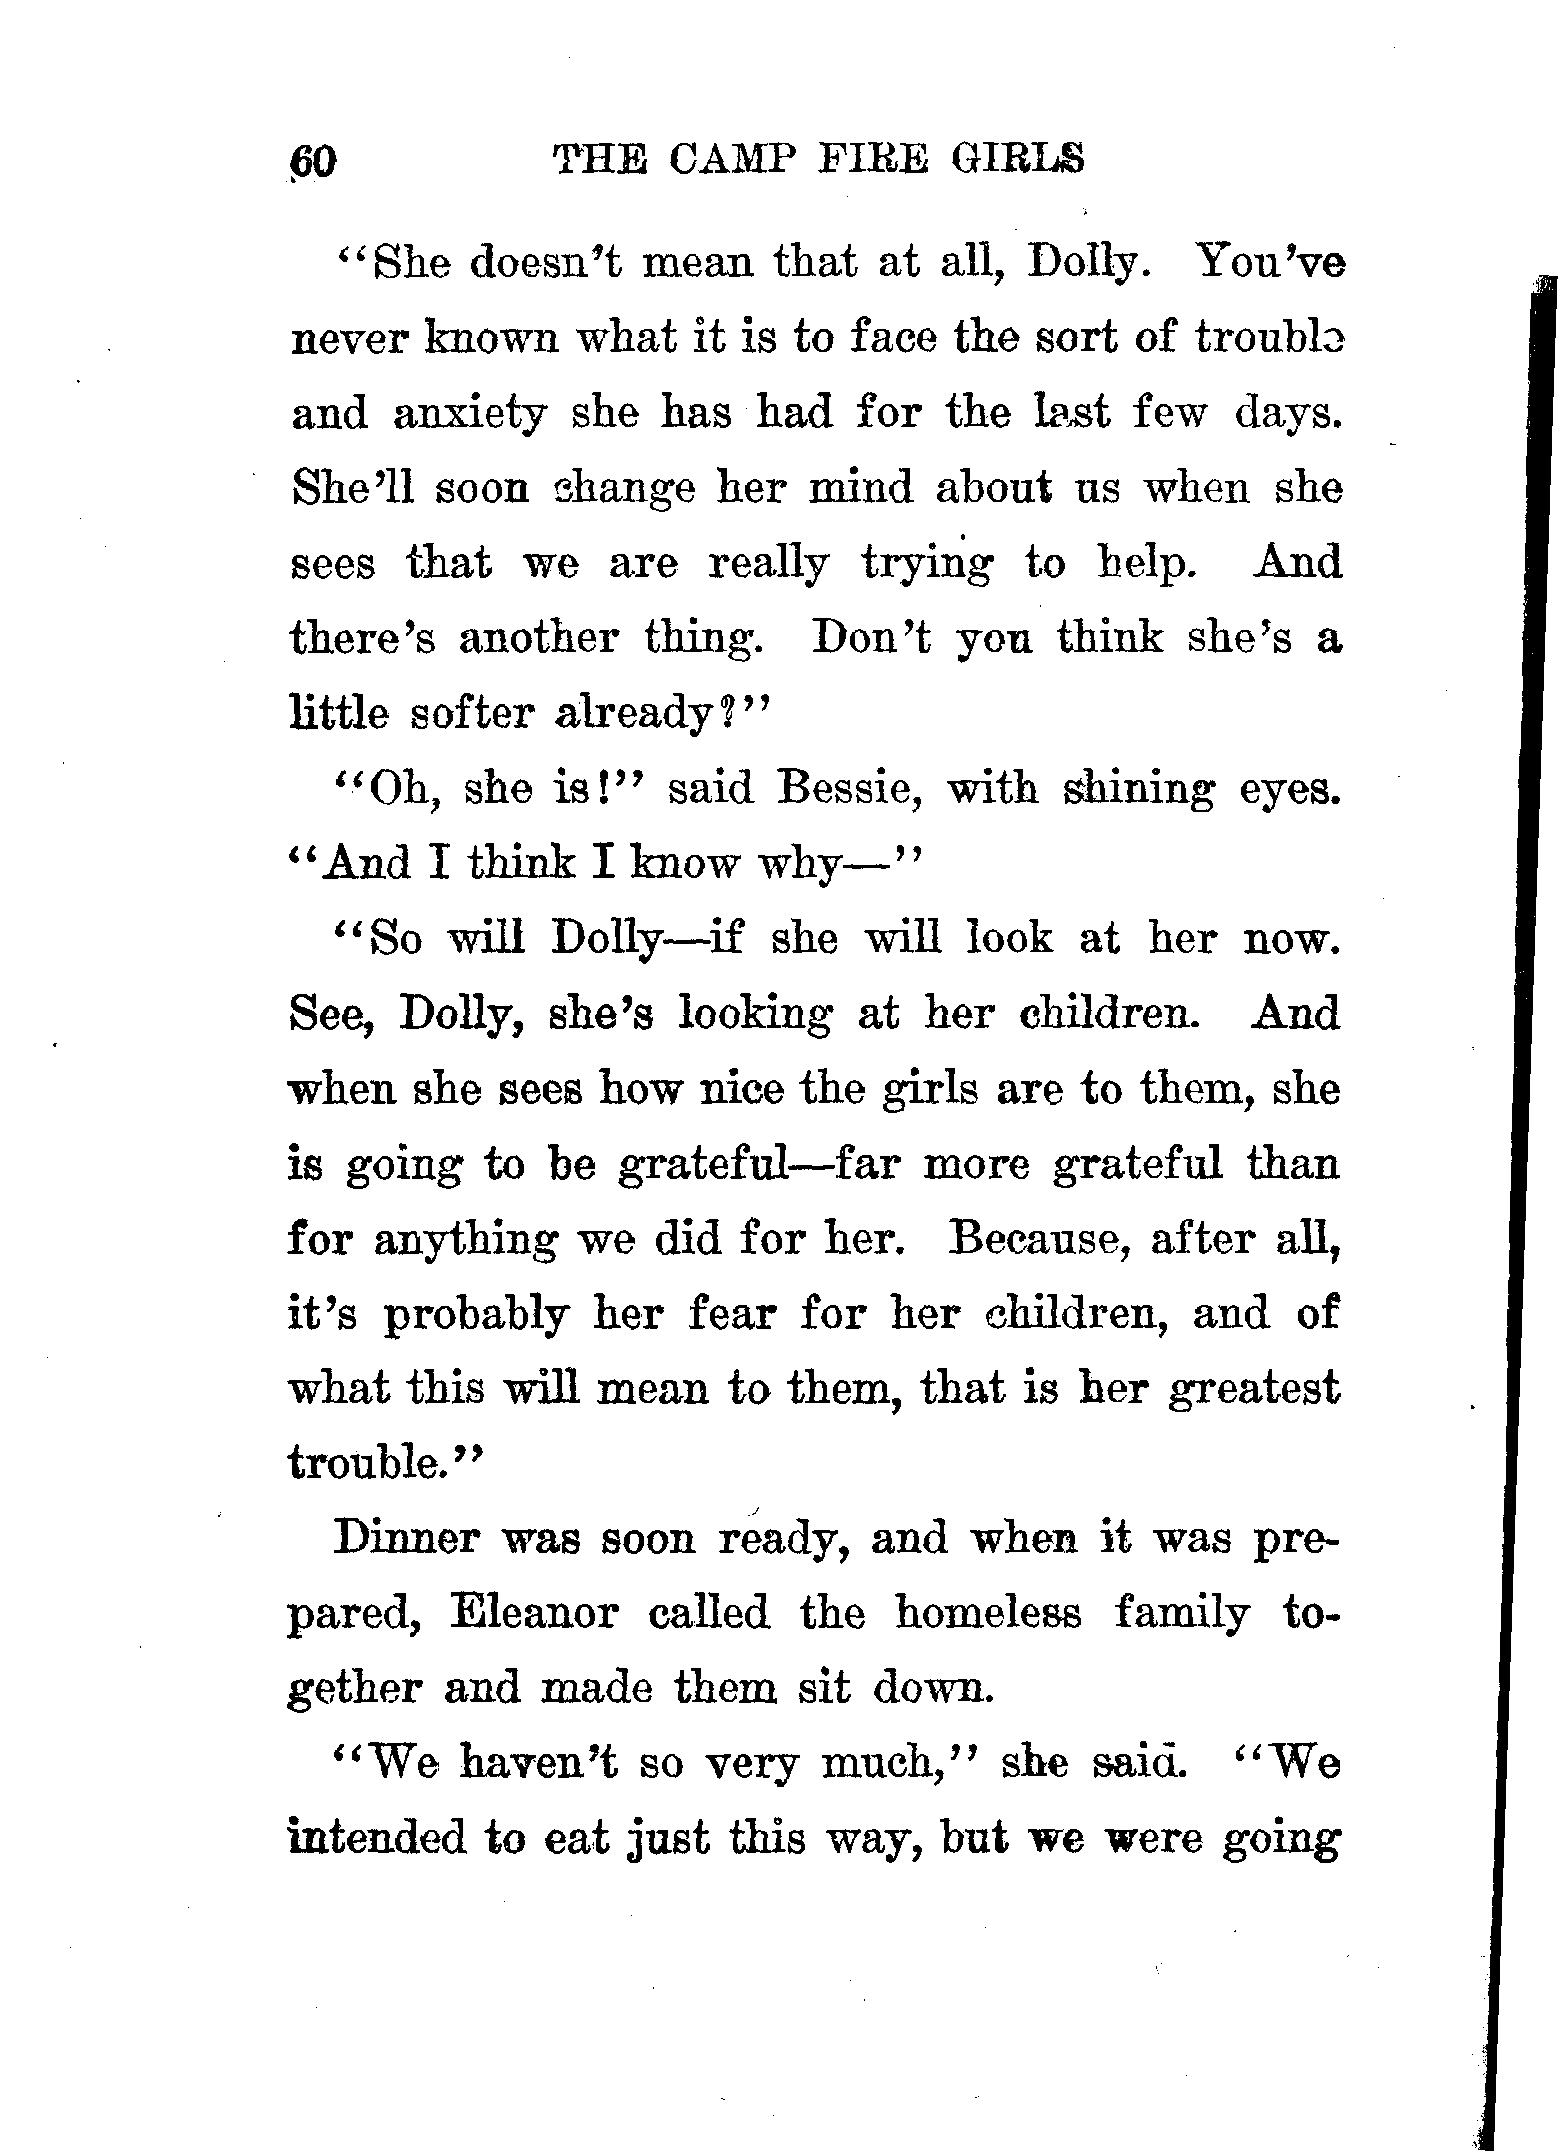 60 THE CAMP FIRE GIRLS
“She doesn’t mean that at all, Dolly. You’ve
never known what it is to face the sort of trouble
and anxiety she has had for the last few days.
She’ll soon change her mind about us when she
sees that we are really trying to help. And
there’s another thing. Don’t you think she’s a
little softer already?”
“Oh, she is!” said Bessie, with shining eyes.
“And I think I know why—”
“So will Dolly—if she will look at her now.
See, Dolly, she’s looking at her children. And
when she sees how nice the girls are to them, she
is going to be grateful—far more grateful than
for anything we did for her. Because, after all,
it’s probably her fear for her children, and of
what this will mean to them, that is her greatest
trouble.”
Dinner was soon ready, and when it was pre-
pared, Eleanor called the homeless family to-
gether and made them sit down.
“We haven’t so very much,” she said. “We
intended to eat just this way, but we were going